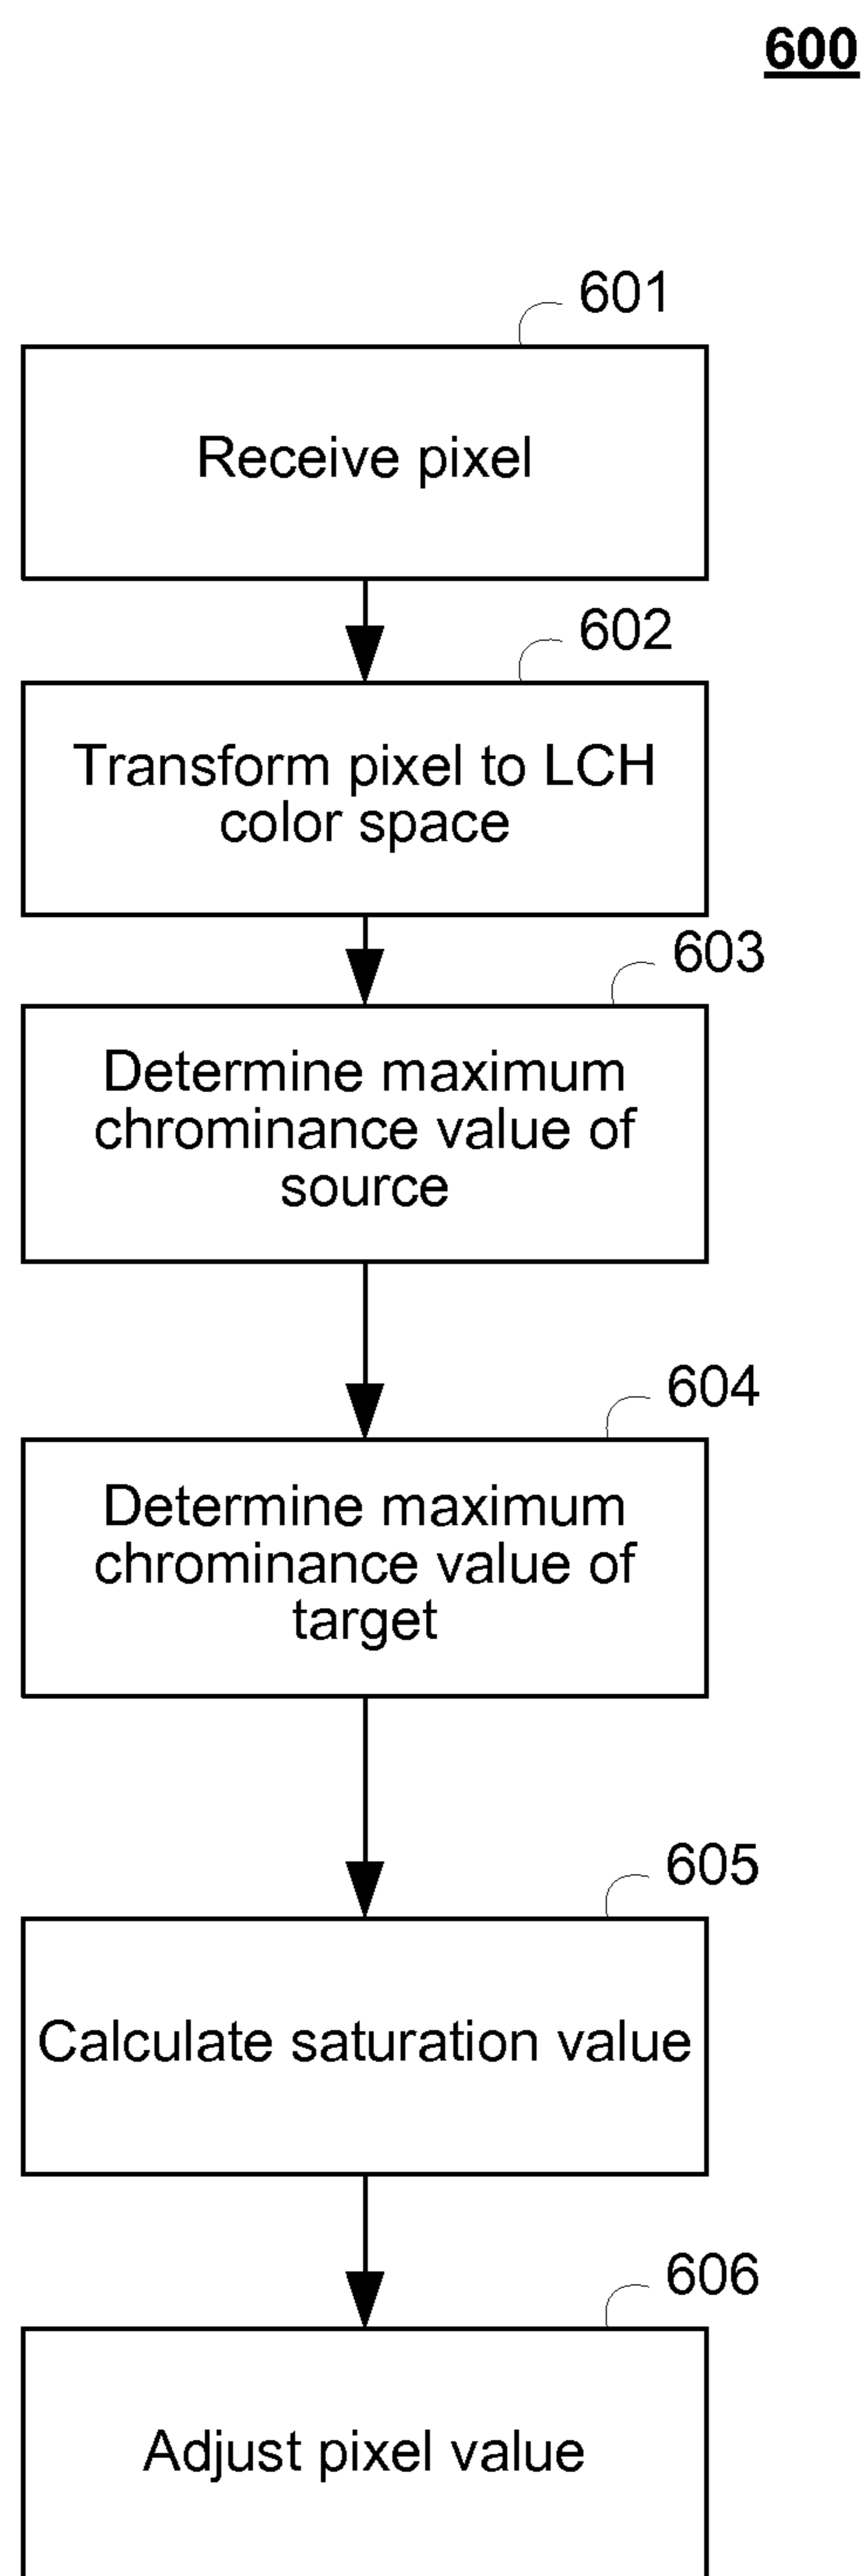 600
601
Receive pixel
602
Transform pixel to LCH
color space
603
Determine maximum
chrominance value of
source
604
Determine maximum
chrominance value of
target
605
Calculate saturation value
606
Adjust pixel value